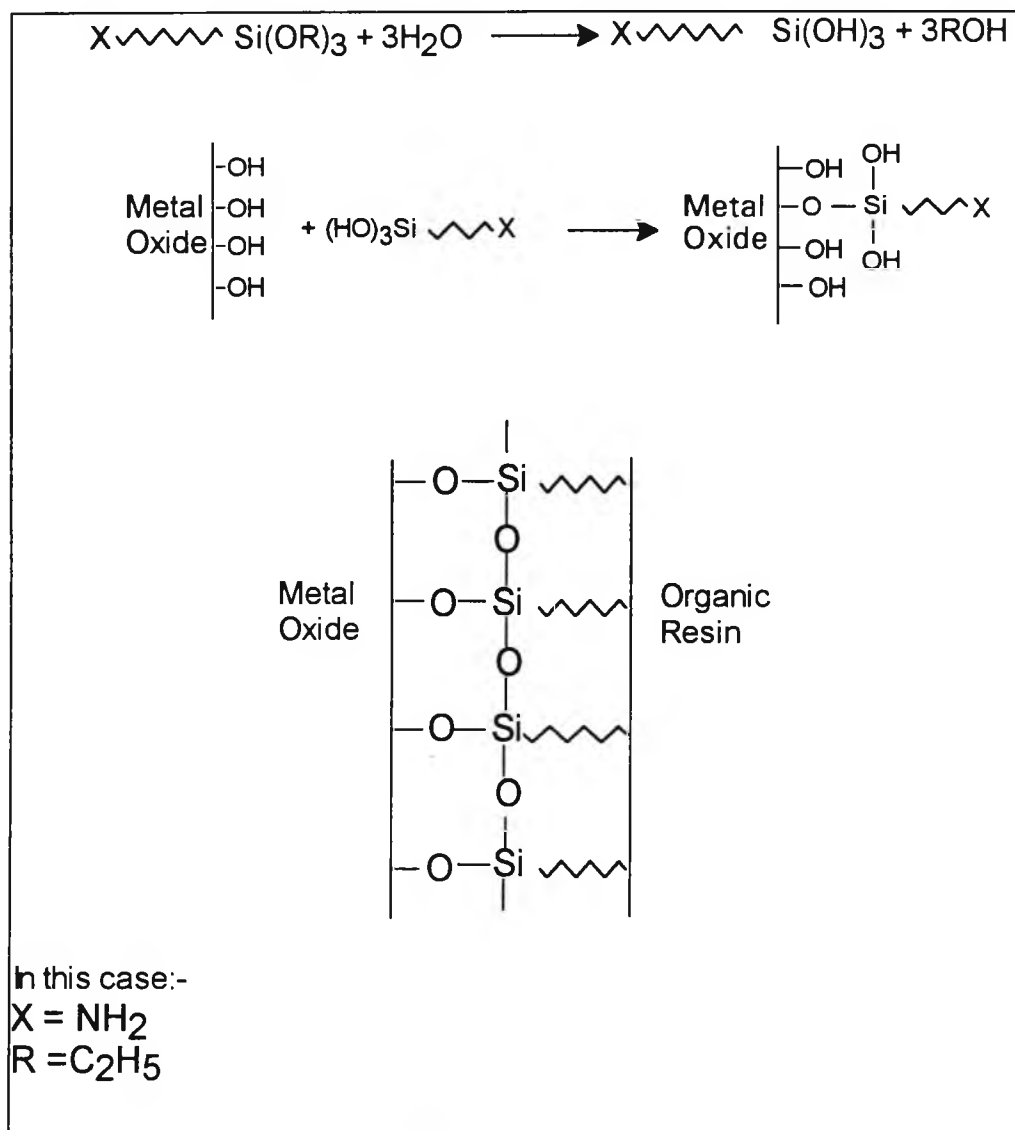 X Si(OR)3 + 3H2O X Si(OH)3 + 3ROH
-OH
Metal -OH
Oxide -OH
-OH
+ (HO)3Si X
OH
OH
Metal O Si X
Oxide OH OH
OH
O Si
O
Metal Oxide O Si Organic Resin
O
O Si
O
O Si
In this case:-
X = NH2
R =C2H5